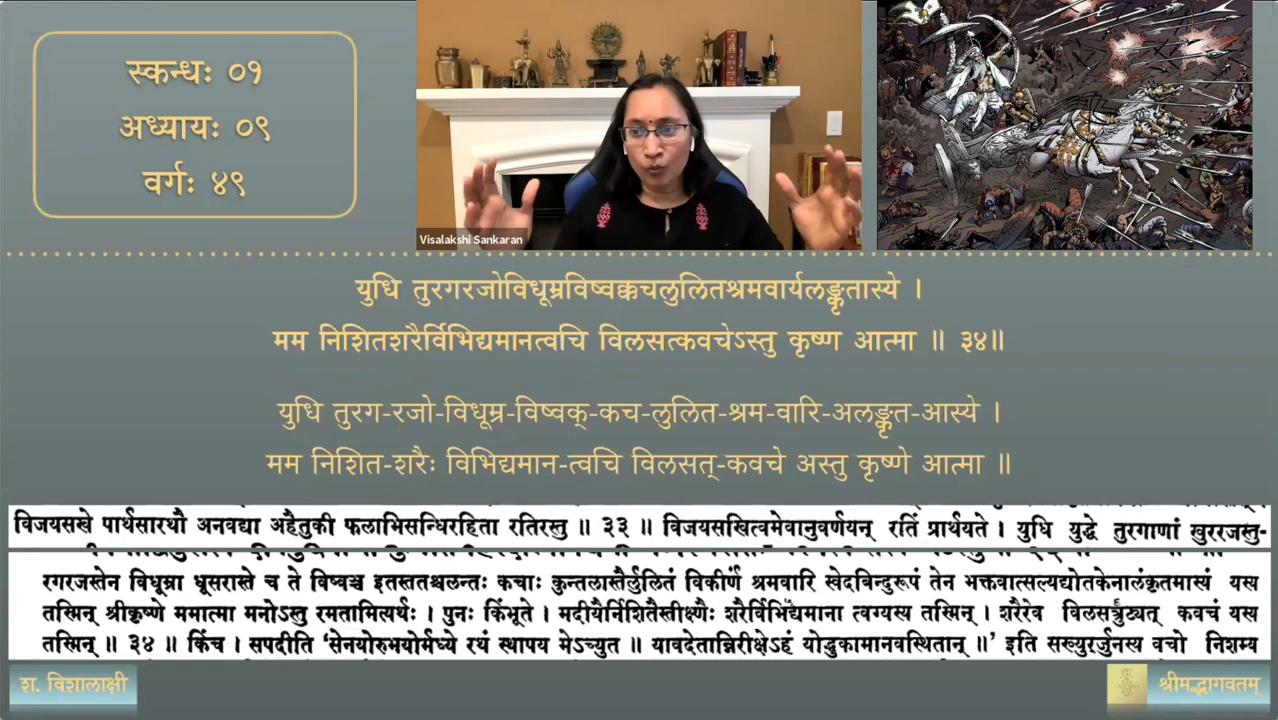 स्कन्धः ०१
अध्यायः ०९
वर्गः ४९
Visalakshi Sankaran
युधि तुरगरजोविधूम्रविष्वक्कचलुलितश्रमवार्यलङ्कृतास्ये ।
मम निशितशरैर्विभिद्यमानत्वचि विलसत्कवचेऽस्तु कृष्ण आत्मा ॥ ३४॥
युधि तुरग-रजो-विधूम्र-विष्वक्-कच-लुलित-श्रम-वारि-अलङ्कृत-आस्ये ।
मम निशित-शरैः विभिद्यमान-त्वचि विलसत्-कवचे अस्तु कृष्णे आत्मा ॥
विजयसखे पार्थसारथौ अनवद्या अहैतुकी फलाभिसन्धिरहिता रतिरस्तु ॥ ३३ ॥ विजयसखित्वमेवानुवर्णयन् रतिं प्रार्थयते । युधि युद्धे तुरगाणां खुररजस्तु-
रगरजस्तेन विधूम्रा धूसरास्ते च ते विष्वञ्च इतस्ततश्चलन्तः कचाः कुन्तलास्तैर्लुलितं विकीर्णं श्रमवारि स्वेदबिन्दुरूपं तेन भक्तवात्सल्यद्योतकेनालंकृतमास्यं यस्य
तस्मिन् श्रीकृष्णे ममात्मा मनोऽस्तु रमतामित्यर्थः । पुनः किंभूते । मदीयैर्निशितैस्तीक्ष्णैः शरैर्विभिद्यमाना त्वग्यस्य तस्मिन् । शरैरेव विलसत्त्रुट्यत् कवचं यस्य
तस्मिन् ॥ ३४ ॥ किंच । सपदीति ‘सेनयोरुभयोर्मध्ये रथं स्थापय मेऽच्युत ॥ यावदेतान्निरीक्षेऽहं योद्धुकामानवस्थितान् ॥’ इति सख्युरर्जुनस्य वचो निशम्य
श. विशालाक्षी
श्रीमद्भागवतम्